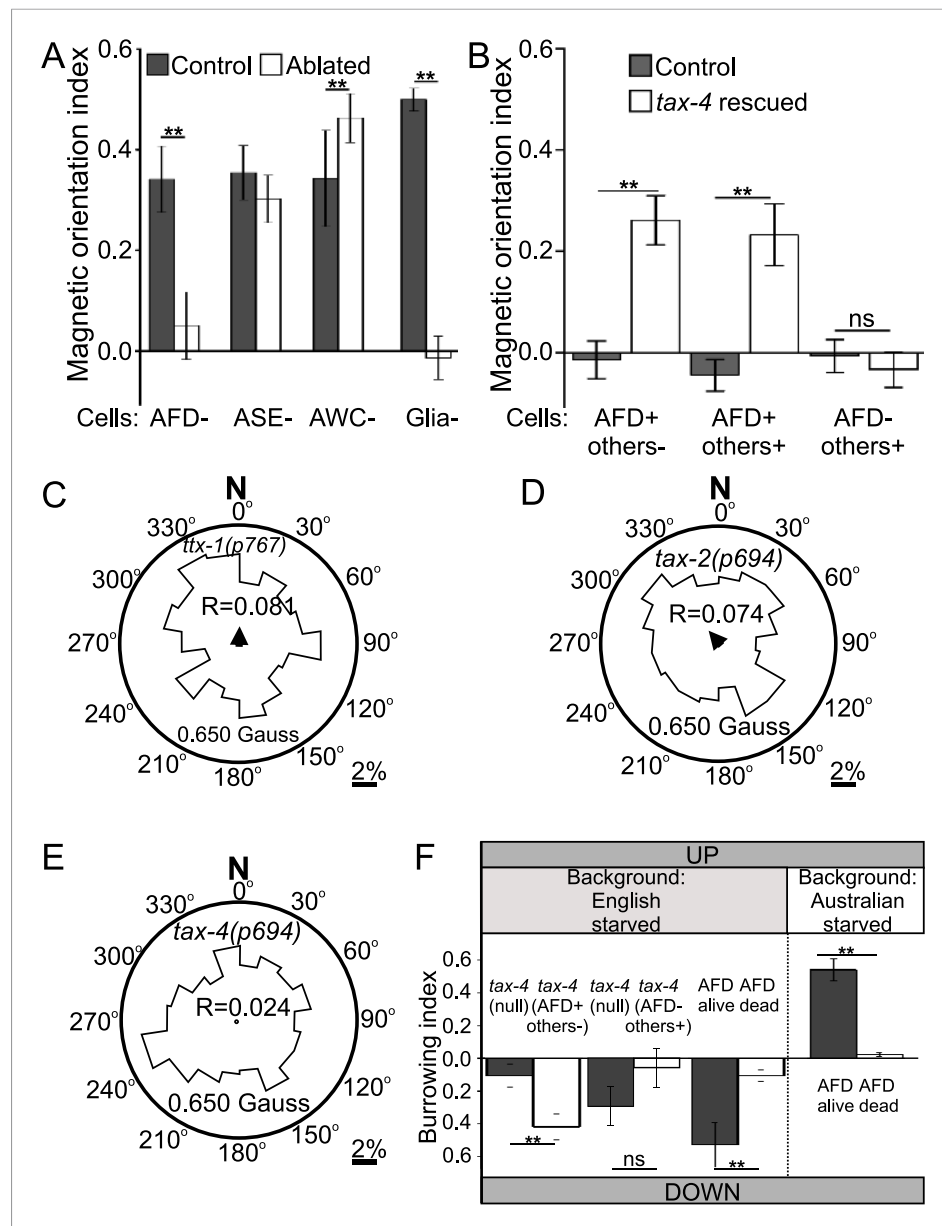 A
Magnetic orientation index
0.6
0.4
0.2
0.0
Control Ablated
** ** **
Cells: AFD- ASE- AWC- Glia-
B
Magnetic orientation index
0.6
0.4
0.2
0.0
Control
tax-4 rescued
** ** ns
Cells: AFD+ AFD+ AFD-
others- others+ others+
C
N
0° 30° 60° 90° 120° 150° 180° 210° 240° 270° 300° 330°
ttx-1(p767)
R=0.081
0.650 Gauss
2%
D
N
0° 30° 60° 90° 120° 150° 180° 210° 240° 270° 300° 330°
tax-2(p694)
R=0.074
0.650 Gauss
2%
E
N
0° 30° 60° 90° 120° 150° 180° 210° 240° 270° 300° 330°
tax-4(p694)
R=0.024
0.650 Gauss
2%
F
UP
Background: English starved
Background: Australian starved
Burrowing index
0.6
0.4
0.2
0.0
0.2
0.4
0.6
tax-4 tax-4 tax-4 tax-4 AFD AFD
(null) (AFD+ (null) (AFD- alive dead
others-) others+)
**
AFD AFD
alive dead
** ns **
DOWN